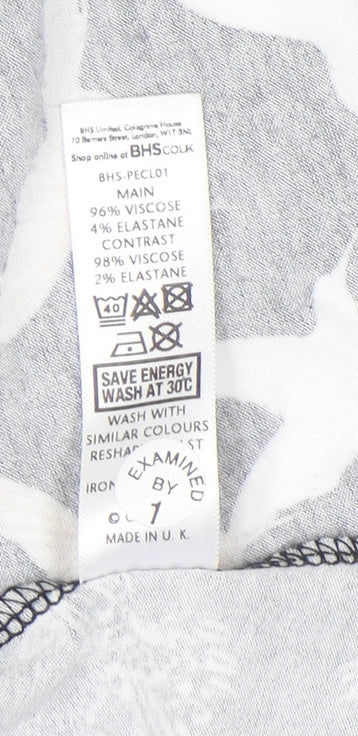 BHS Limited, Colegrave House
70 Berners Street, London, W1T 3NL
Shop online at BHS.CO.UK
BHS-PECL01
MAIN
96% VISCOSE
4% ELASTANE
CONTRAST
98% VISCOSE
2% ELASTANE
40
SAVE ENERGY
WASH AT 30°C
WASH WITH
SIMILAR COLOURS
IRON
EXAMINED
BY
1
©
MADE IN U. K.